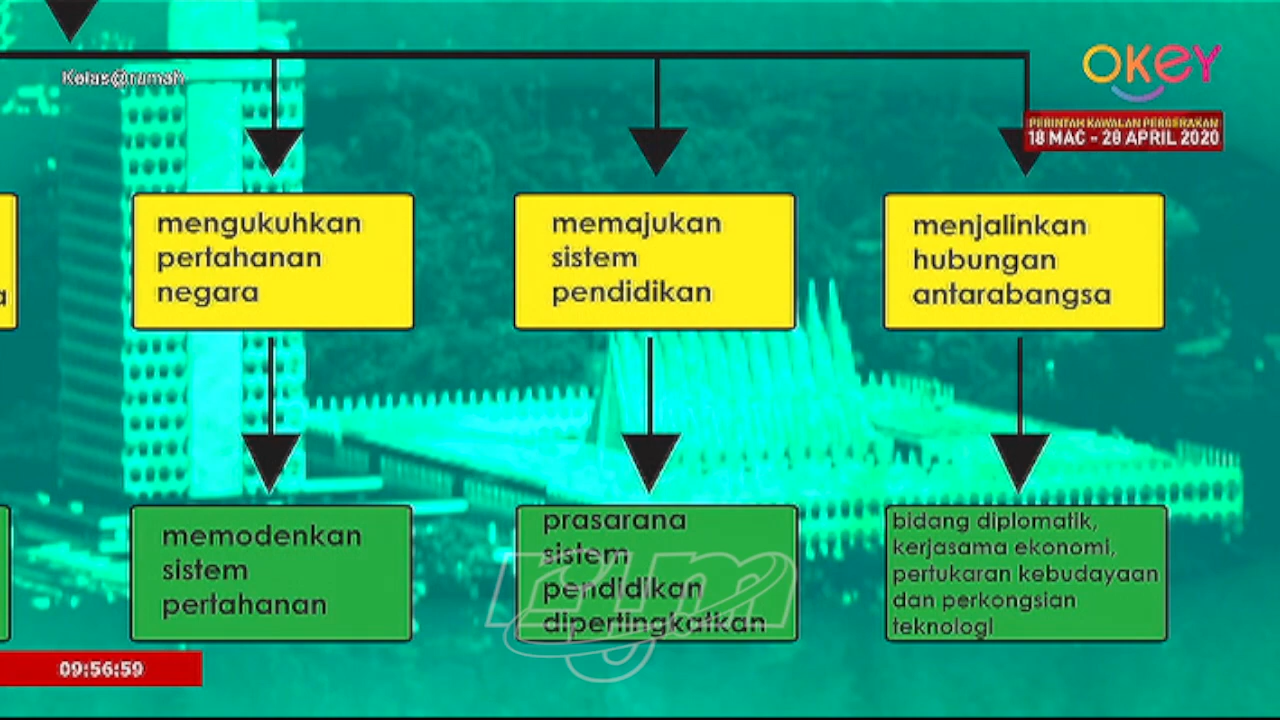 Kelas@rumah
OKEY
PERINTAH KAWALAN PERGERAKAN
18 MAC - 28 APRIL 2020
mengukuhkan
pertahanan
negara
memajukan
sistem
pendidikan
menjalinkan
hubungan
antarabangsa
a
memodenkan
sistem
pertahanan
prasarana
sistem
pendidikan
dipertingkatkan
bidang diplomatik,
kerjasama ekonomi,
pertukaran kebudayaan
dan perkongsian
teknologi
rtm
09:56:59